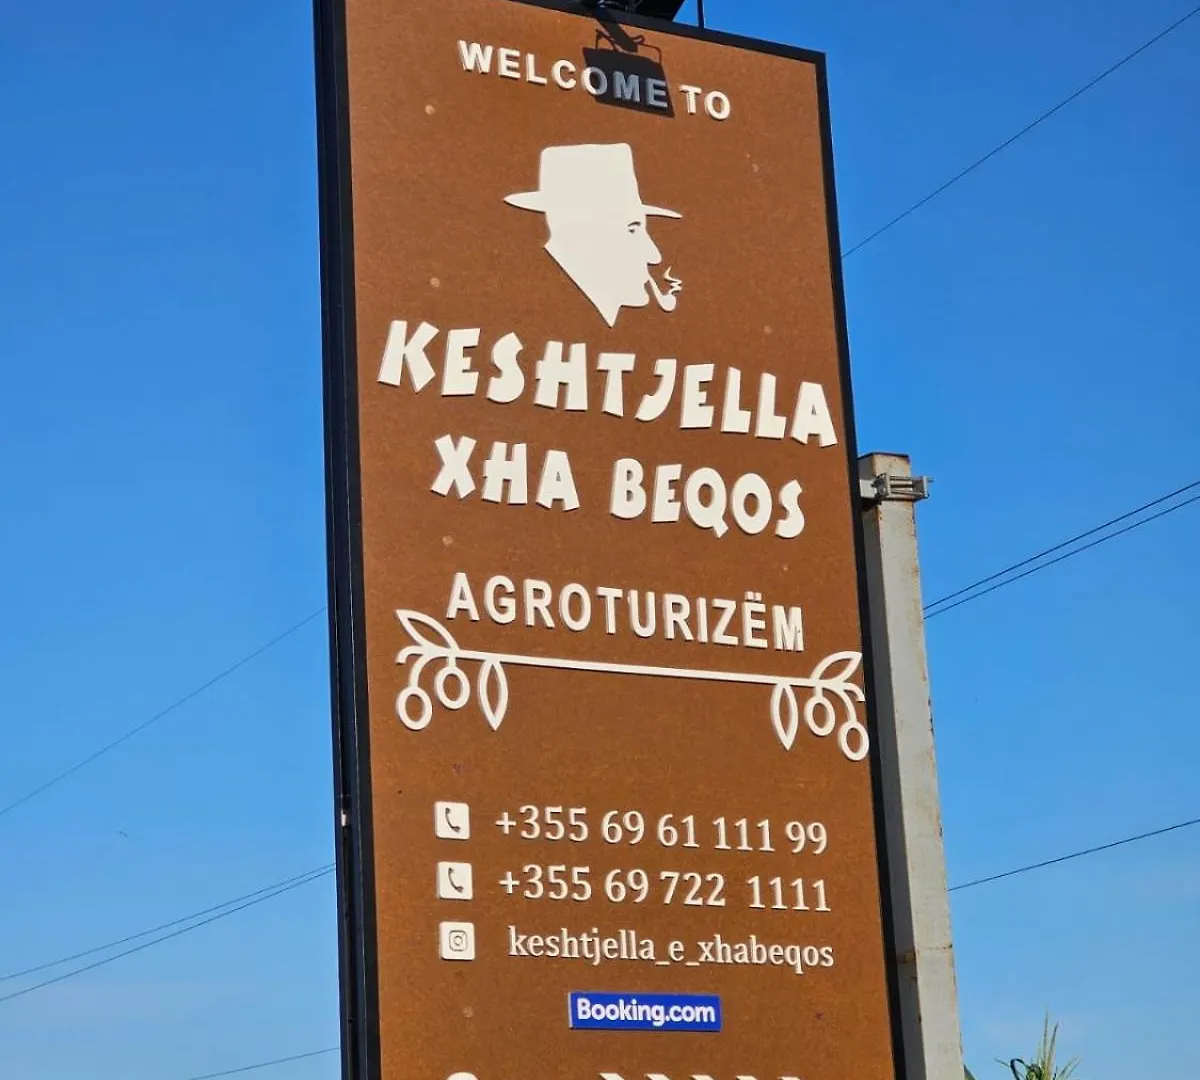 WELCOME TO
KESHTJELLA
XHA BEQOS
AGROTURIZËM
+355 69 61 111 99
+355 69 722 1111
keshtjella_e_xhabeqos
Booking.com